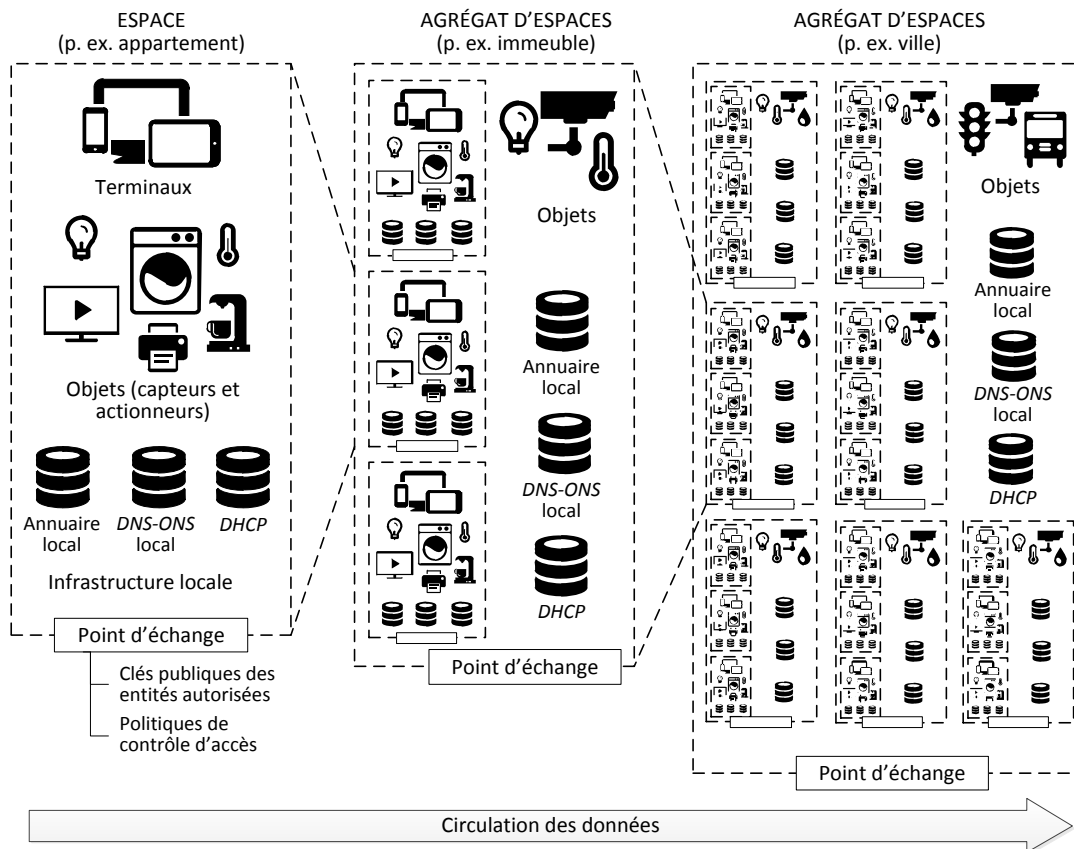 ESPACE
(p. ex. appartement)
Terminaux
Objets (capteurs et
actionneurs)
Annuaire
local
DNS-ONS
local
DHCP
Infrastructure locale
Point d’échange
Clés publiques des
entités autorisées
Politiques de
contrôle d’accès
AGRÉGAT D’ESPACES
(p. ex. immeuble)
Objets
Annuaire
local
DNS-ONS
local
DHCP
Point d’échange
AGRÉGAT D’ESPACES
(p. ex. ville)
Objets
Annuaire
local
DNS-ONS
local
DHCP
Point d’échange
Circulation des données